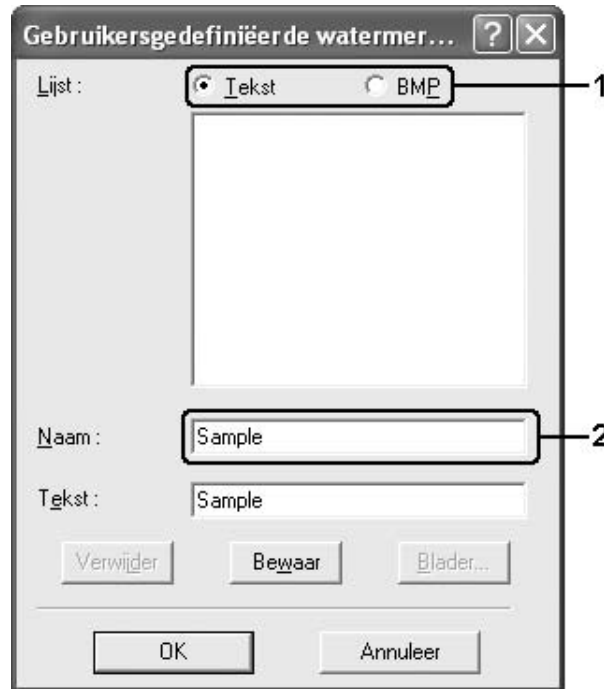 Gebruikersgedefiniëerde watermer... ? X
Lijst : Tekst BMP 1
Naam : Sample 2
Tekst : Sample
Verwijder Bewaar Blader...
OK Annuleer